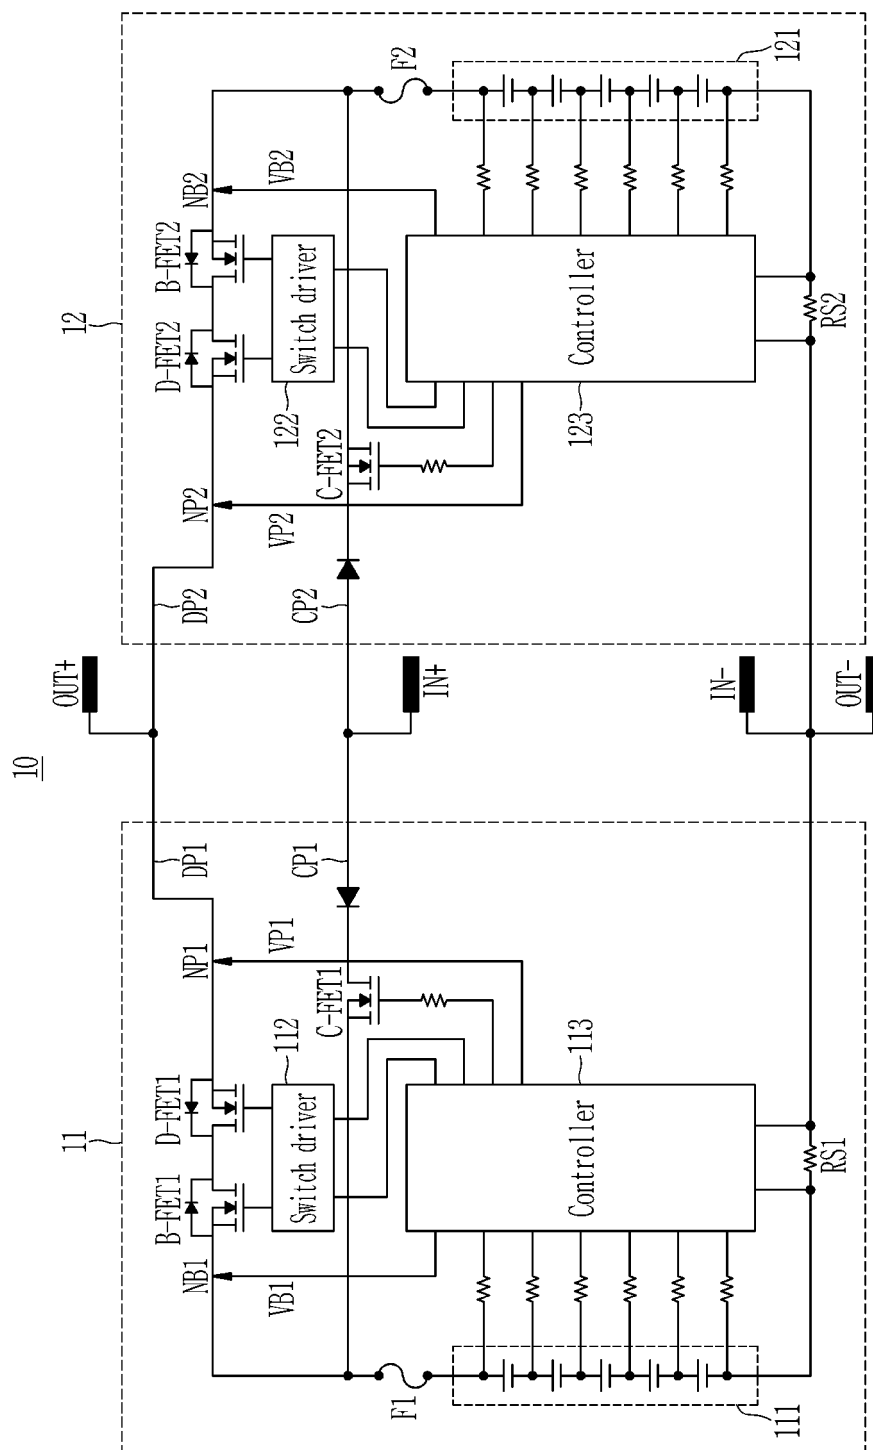 10
11
12
OUT+
DP1
DP2
NB1
B-FET1
D-FET1
NP1
NP2
D-FET2
B-FET2
NB2
VB1
Switch driver
112
VP1
VP2
122
Switch driver
VB2
C-FET1
CP1
CP2
C-FET2
F1
F2
IN+
Controller
113
123
Controller
111
121
IN-
RS1
RS2
OUT-